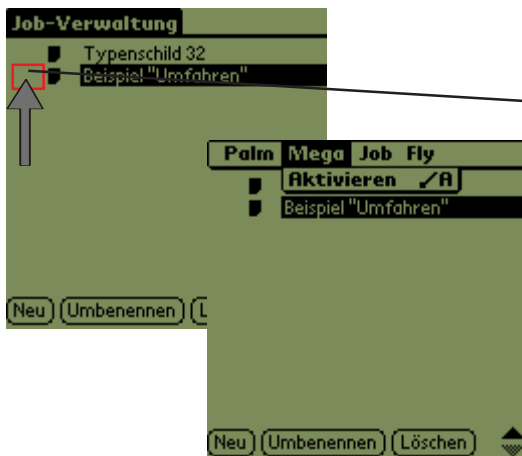 Job-Verwaltung
Typenschild 32
Beispiel "Umfahren"
Neu Umbenennen L
Palm Mega Job Fly
Aktivieren ✓A
Beispiel "Umfahren"
Neu Umbenennen Löschen